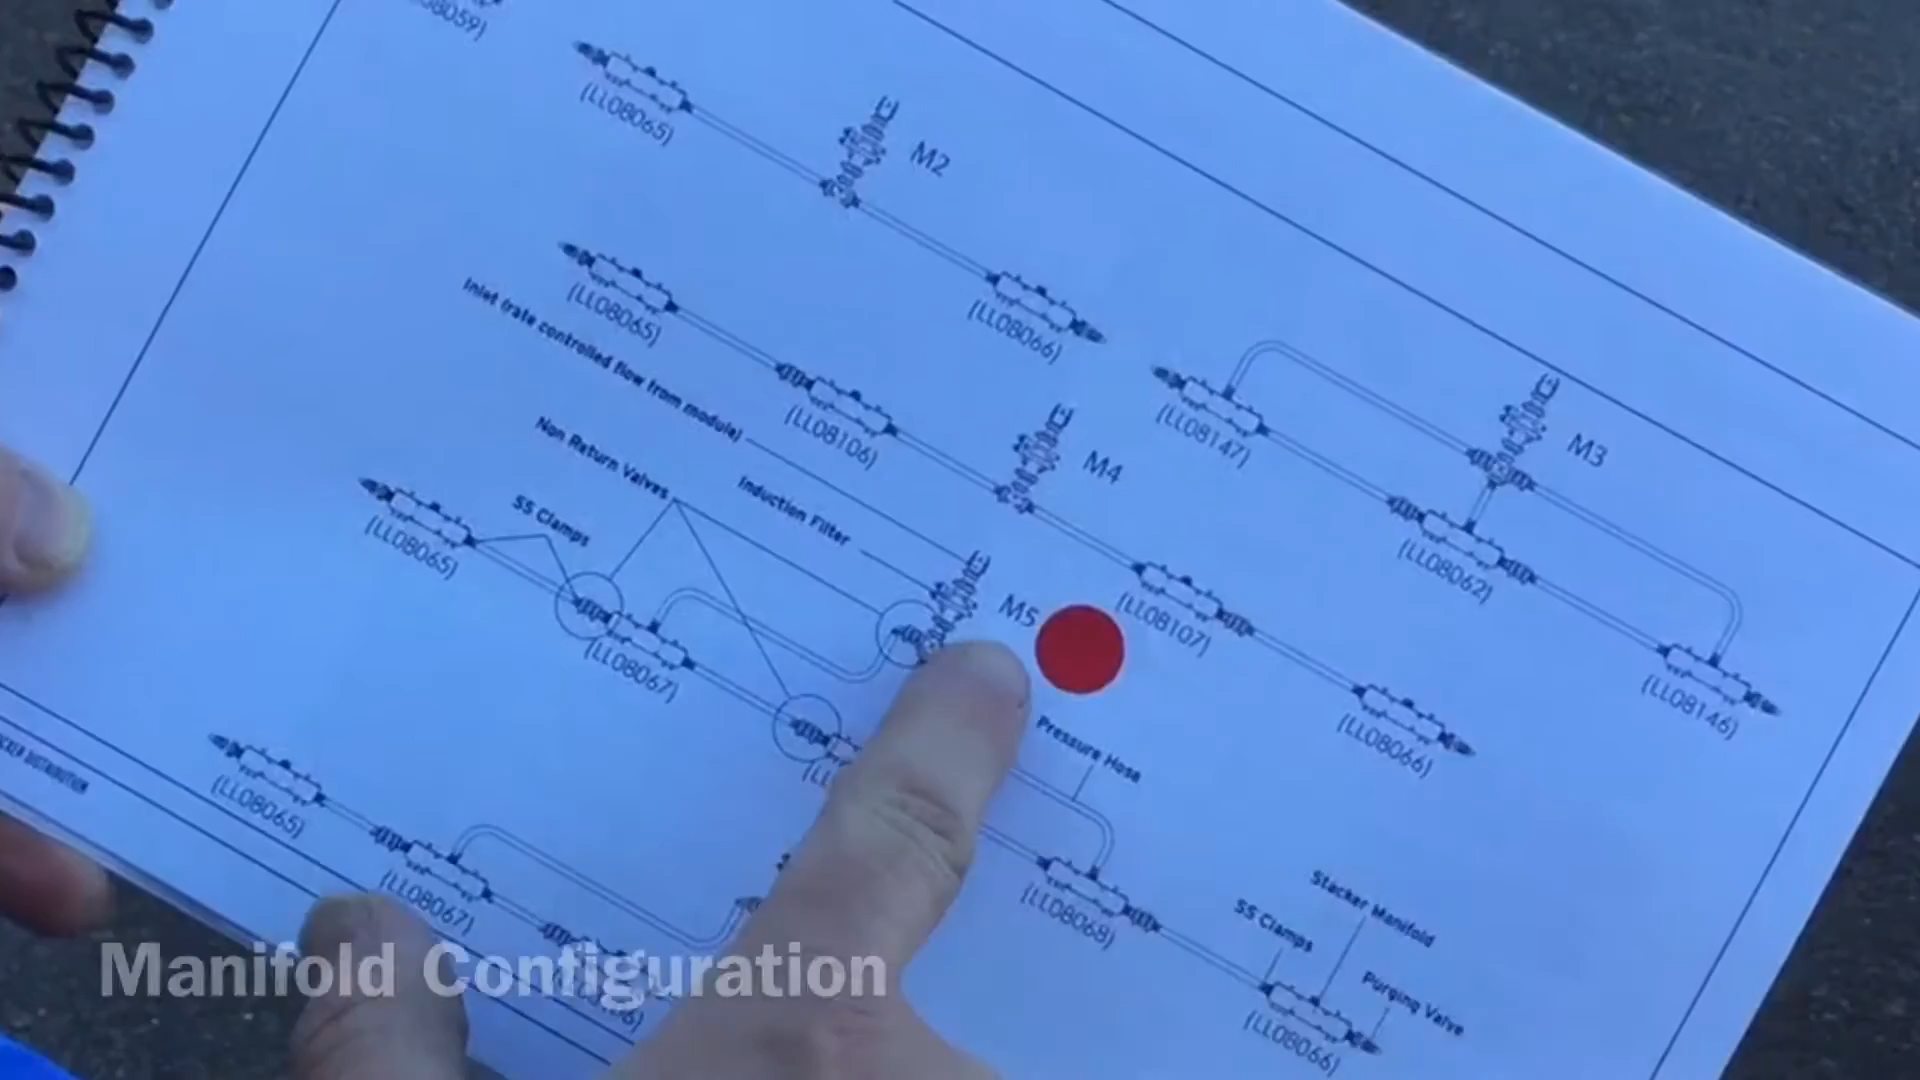 (LL08065)
M2
(LL08066)
(LL08065)
Inlet (rate controlled flow from module)
(LL08106)
M4
(LL08147)
M3
Non Return Valves
Induction Filter
SS Clamps
(LL08065)
(LL08062)
(LL08107)
M5
(LL08067)
(LL08146)
(LL08066)
Pressure Hose
(LL08065)
(LL08067)
(LL08068)
SS Clamps
Stacker Manifold
Purging Valve
(LL08066)
DISTRIBUTION
Manifold Configuration